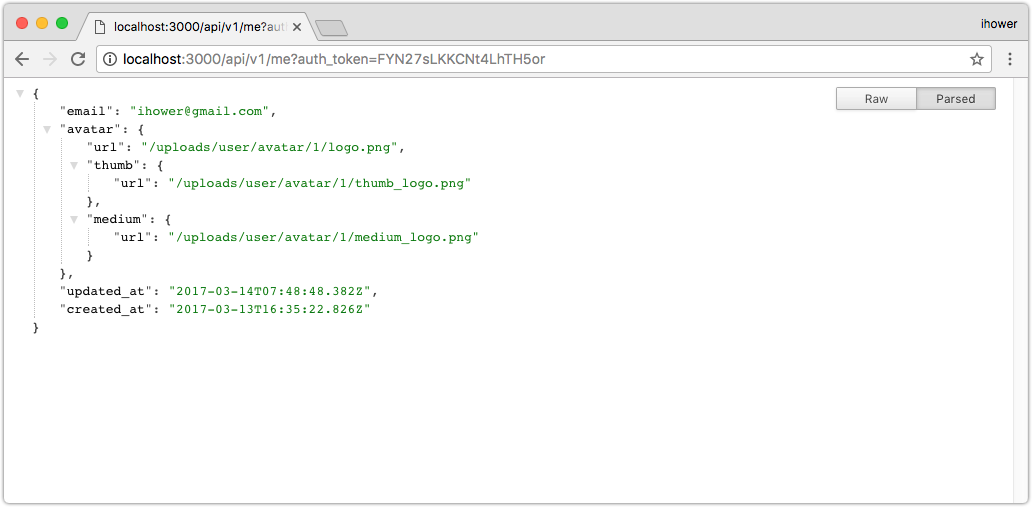 localhost:3000/api/v1/me?auth
ihower
localhost:3000/api/v1/me?auth_token=FYN27sLKKCNt4LhTH5or
Raw
Parsed
{
"email": "ihower@gmail.com",
"avatar": {
"url": "/uploads/user/avatar/1/logo.png",
"thumb": {
"url": "/uploads/user/avatar/1/thumb_logo.png"
},
"medium": {
"url": "/uploads/user/avatar/1/medium_logo.png"
}
},
"updated_at": "2017-03-14T07:48:48.382Z",
"created_at": "2017-03-13T16:35:22.826Z"
}